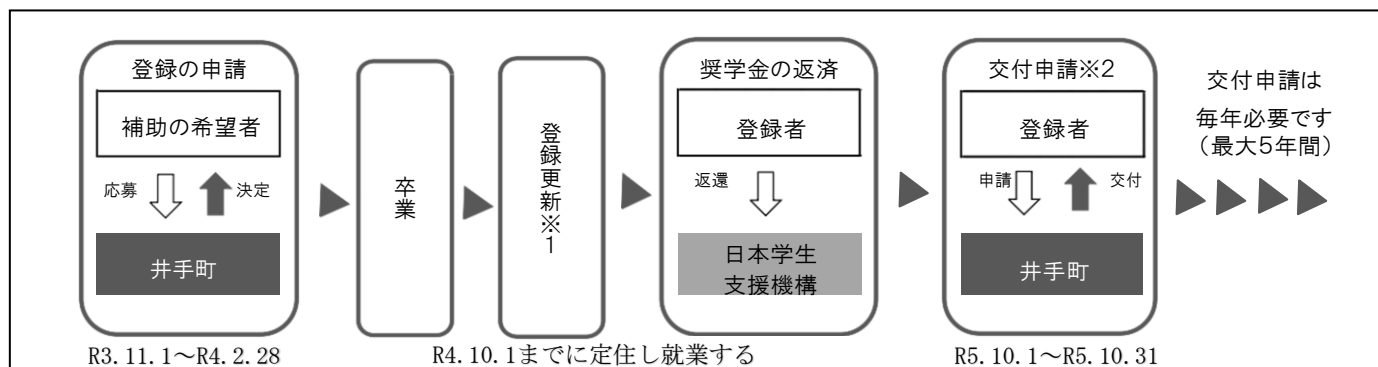 登録の申請
補助の希望者
応募
決定
井手町
R3.11.1～R4.2.28
卒業
登録更新※1
R4.10.1までに定住し就業する
奨学金の返済
登録者
返還
日本学生
支援機構
交付申請※2
登録者
申請
交付
井手町
R5.10.1～R5.10.31
交付申請は
毎年必要です
（最大5年間）